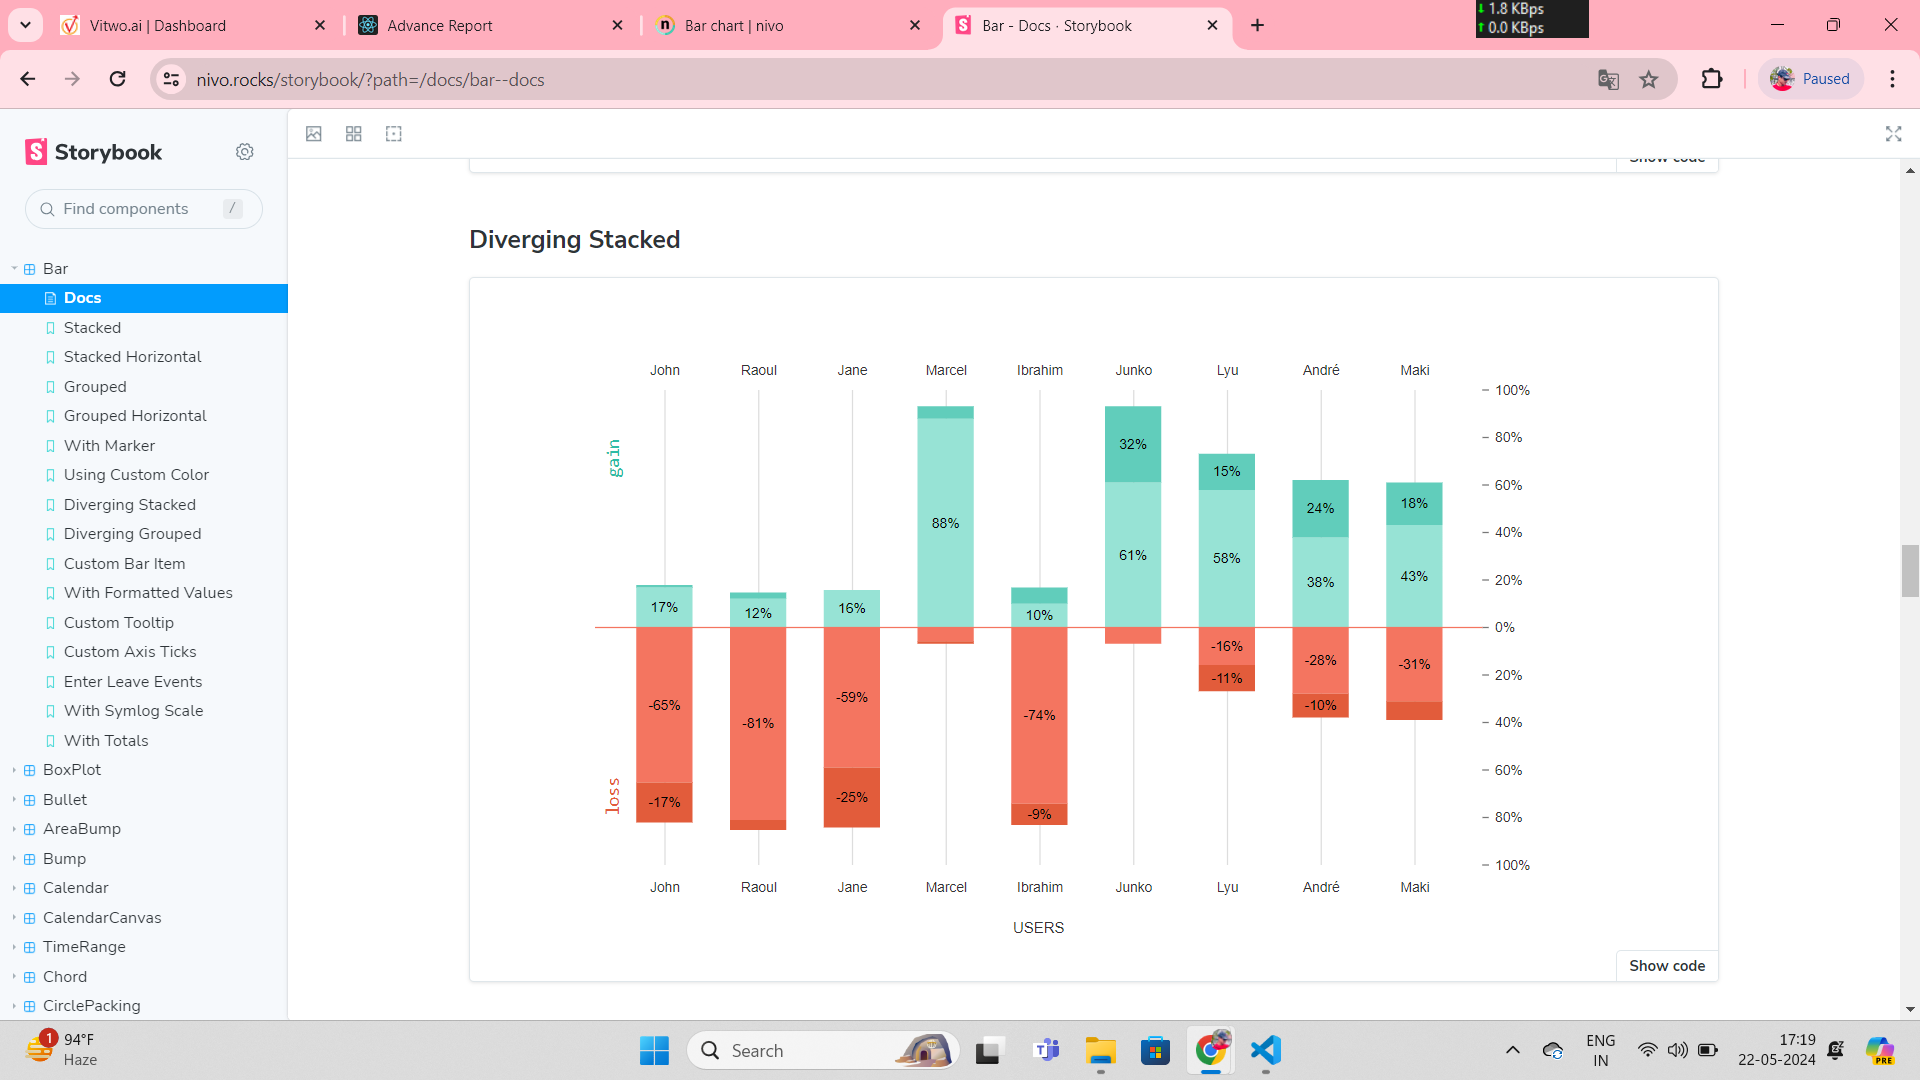 Vitwo.ai | Dashboard
Advance Report
Bar chart | nivo
Bar - Docs · Storybook
1.8 KBps
0.0 KBps
nivo.rocks/storybook/?path=/docs/bar--docs
Paused
Storybook
Find components
/
Bar
Docs
Stacked
Stacked Horizontal
Grouped
Grouped Horizontal
With Marker
Using Custom Color
Diverging Stacked
Diverging Grouped
Custom Bar Item
With Formatted Values
Custom Tooltip
Custom Axis Ticks
Enter Leave Events
With Symlog Scale
With Totals
BoxPlot
Bullet
AreaBump
Bump
Calendar
CalendarCanvas
TimeRange
Chord
CirclePacking
Show code
Diverging Stacked
John Raoul Jane Marcel Ibrahim Junko Lyu André Maki
100%
80%
60%
40%
20%
0%
20%
40%
60%
80%
100%
gain
loss
32%
15%
24%
18%
88%
61%
58%
38%
43%
17%
12%
16%
10%
-16%
-28%
-31%
-11%
-10%
-65%
-81%
-59%
-74%
-17%
-25%
-9%
John Raoul Jane Marcel Ibrahim Junko Lyu André Maki
USERS
Show code
1
94°F
Haze
Search
ENG
IN
17:19
22-05-2024
PRE